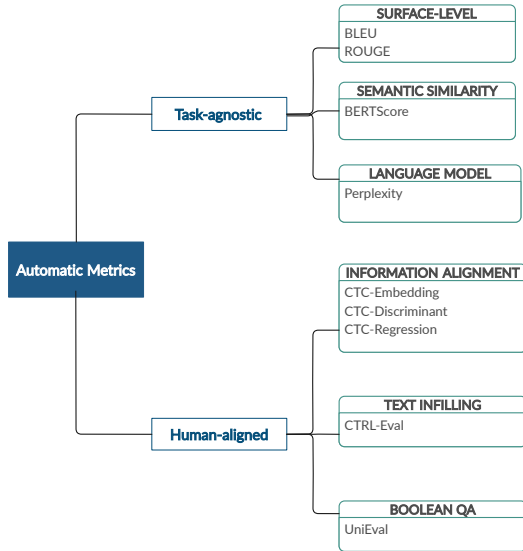 SURFACE-LEVEL
BLEU
ROUGE
SEMANTIC SIMILARITY
BERTScore
Task-agnostic
LANGUAGE MODEL
Perplexity
Automatic Metrics
INFORMATION ALIGNMENT
CTC-Embedding
CTC-Discriminant
CTC-Regression
TEXT INFILLING
CTRL-Eval
Human-aligned
BOOLEAN QA
UniEval